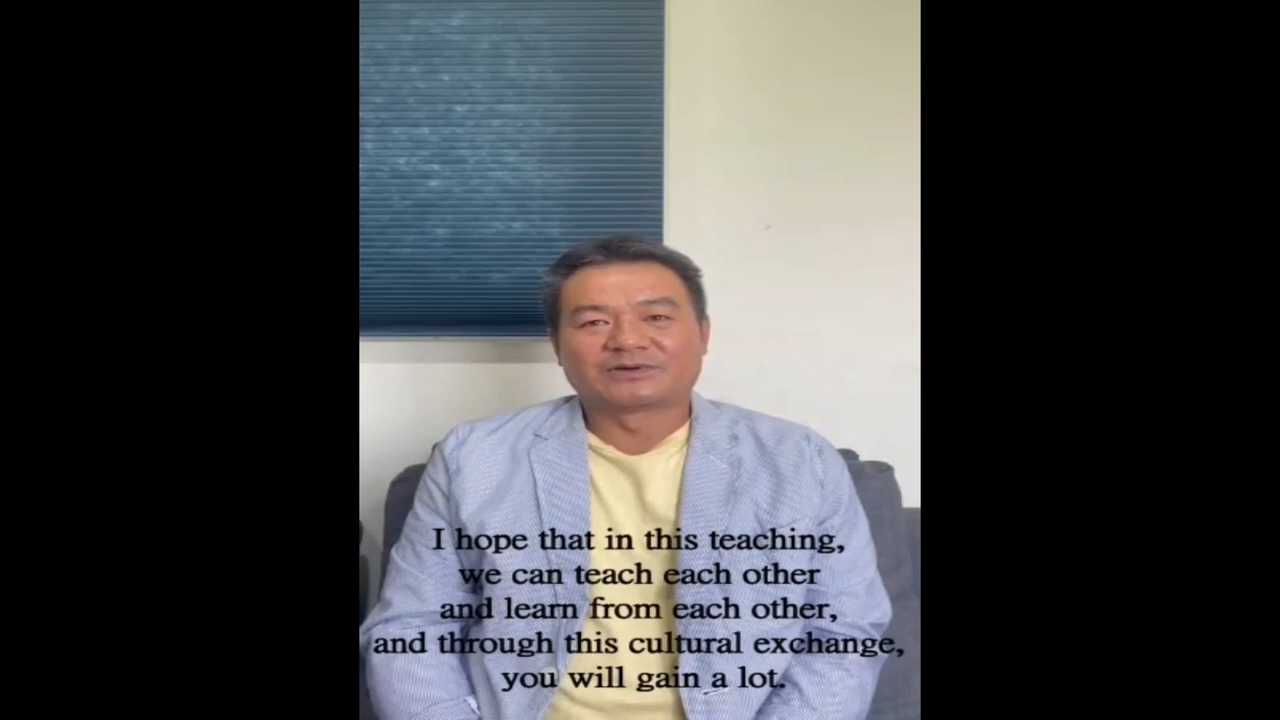 I hope that in this teaching,
we can teach each other
and learn from each other,
and through this cultural exchange,
you will gain a lot.